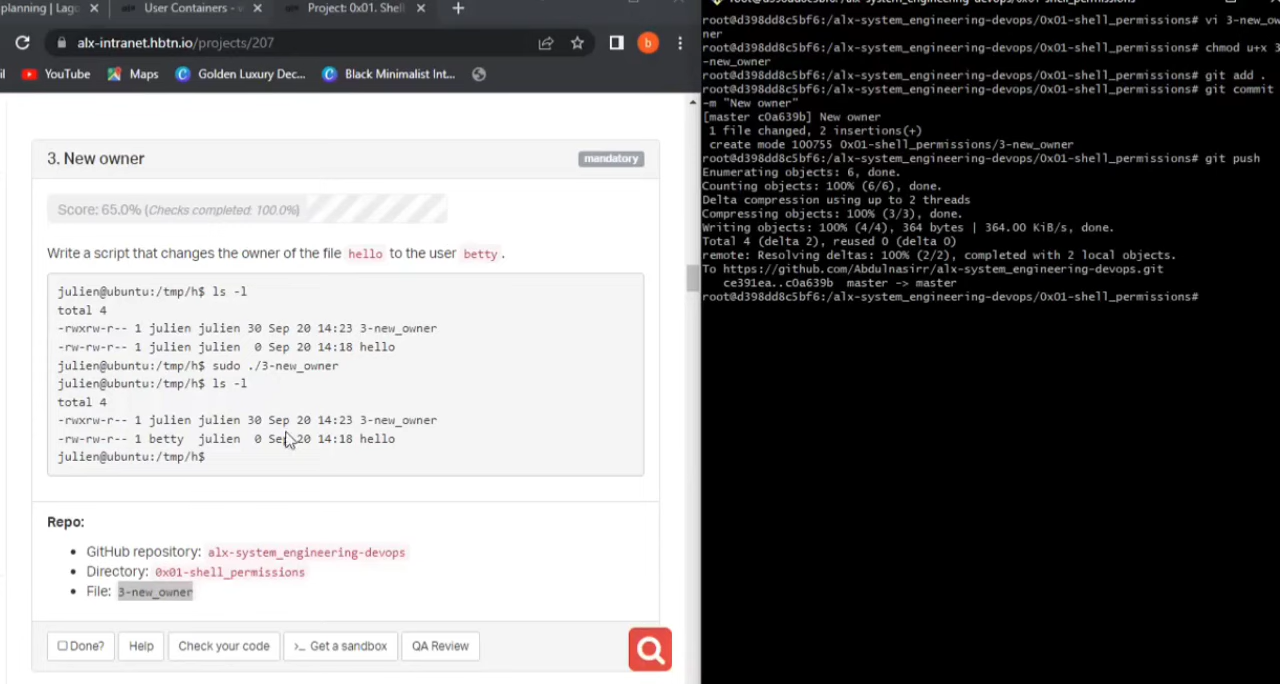 planning | Lago
User Containers -
Project: 0x01. Shell
alx-intranet.hbtn.io/projects/207
YouTube
Maps
Golden Luxury Dec...
Black Minimalist Int...
3. New owner
mandatory
Score: 65.0% (Checks completed: 100.0%)
Write a script that changes the owner of the file hello to the user betty .
julien@ubuntu:/tmp/h$ ls -l
total 4
-rwxrw-r-- 1 julien julien 30 Sep 20 14:23 3-new_owner
-rw-rw-r-- 1 julien julien  0 Sep 20 14:18 hello
julien@ubuntu:/tmp/h$ sudo ./3-new_owner
julien@ubuntu:/tmp/h$ ls -l
total 4
-rwxrw-r-- 1 julien julien 30 Sep 20 14:23 3-new_owner
-rw-rw-r-- 1 betty  julien  0 Sep 20 14:18 hello
julien@ubuntu:/tmp/h$
Repo:
GitHub repository: alx-system_engineering-devops
Directory: 0x01-shell_permissions
File: 3-new_owner
Done?
Help
Check your code
>_ Get a sandbox
QA Review
root@d398dd8c5bf6:/alx-system_engineering-devops/0x01-shell_permissions# vi 3-new_ow
ner
root@d398dd8c5bf6:/alx-system_engineering-devops/0x01-shell_permissions# chmod u+x 3
-new_owner
root@d398dd8c5bf6:/alx-system_engineering-devops/0x01-shell_permissions# git add .
root@d398dd8c5bf6:/alx-system_engineering-devops/0x01-shell_permissions# git commit
-m "New owner"
[master c0a639b] New owner
1 file changed, 2 insertions(+)
create mode 100755 0x01-shell_permissions/3-new_owner
root@d398dd8c5bf6:/alx-system_engineering-devops/0x01-shell_permissions# git push
Enumerating objects: 6, done.
Counting objects: 100% (6/6), done.
Delta compression using up to 2 threads
Compressing objects: 100% (3/3), done.
Writing objects: 100% (4/4), 364 bytes | 364.00 KiB/s, done.
Total 4 (delta 2), reused 0 (delta 0)
remote: Resolving deltas: 100% (2/2), completed with 2 local objects.
To https://github.com/Abdulnasirr/alx-system_engineering-devops.git
ce391ea..c0a639b  master -> master
root@d398dd8c5bf6:/alx-system_engineering-devops/0x01-shell_permissions#